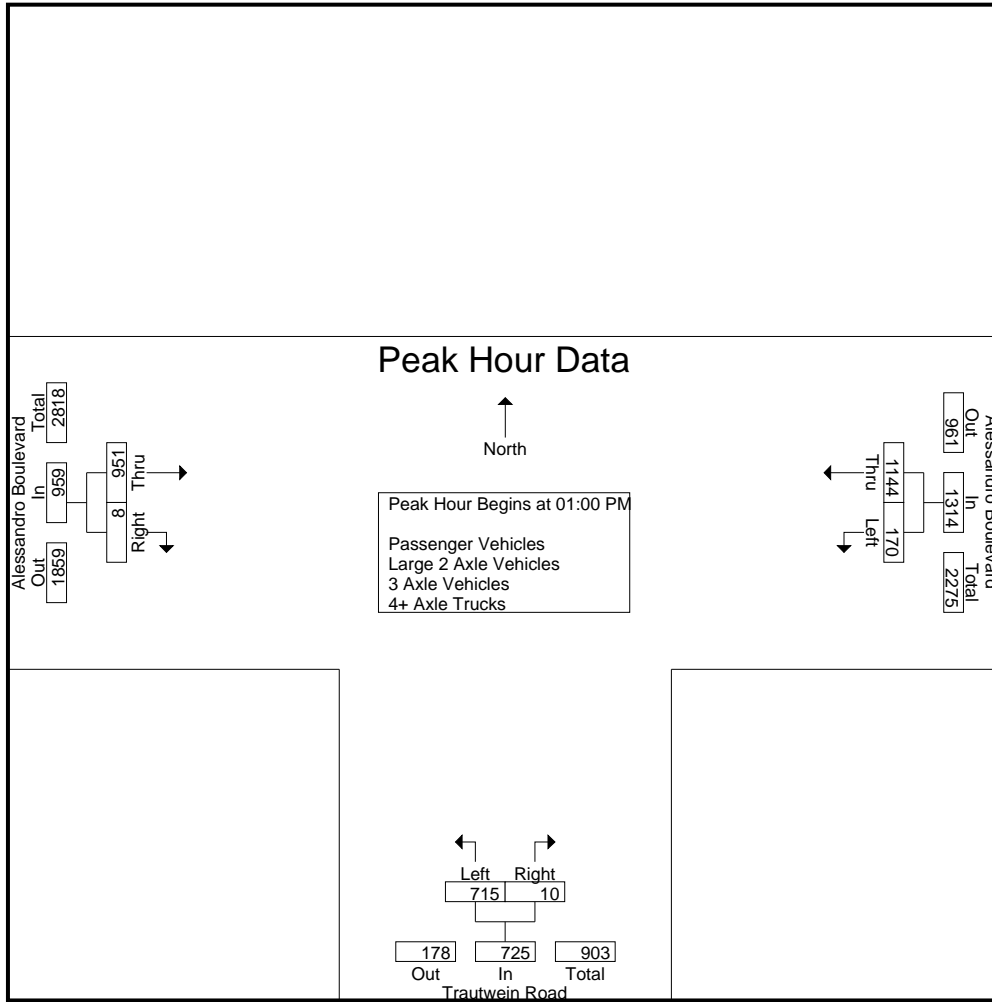 Peak Hour Data
North
Peak Hour Begins at 01:00 PM
Passenger Vehicles
Large 2 Axle Vehicles
3 Axle Vehicles
4+ Axle Trucks
Alessandro Boulevard
Out In Total
1859 959 2818
951 8
Thru Right
Alessandro Boulevard
Out In Total
961 1314 2275
1144 170
Thru Left
Left Right
715 10
178 725 903
Out In Total
Trautwein Road